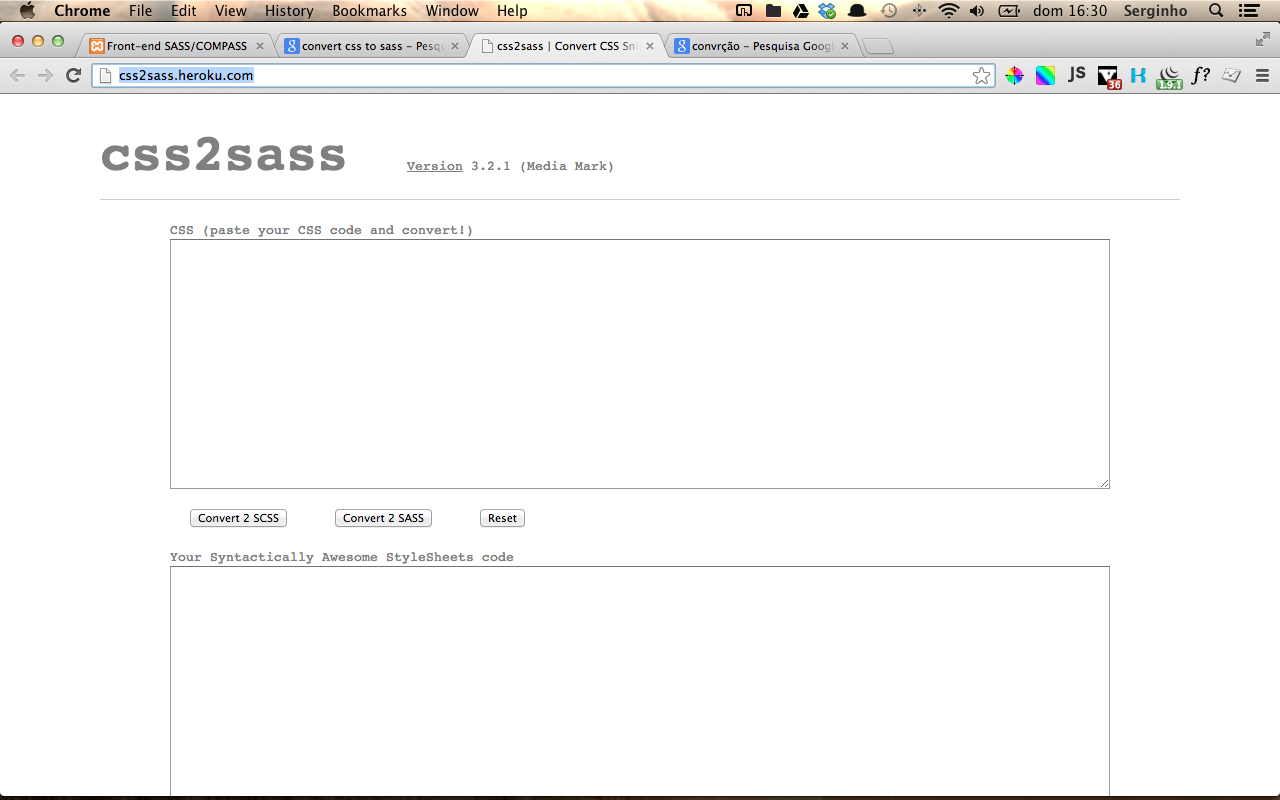 Chrome File Edit View History Bookmarks Window Help dom 16:30 Serginho
Front-end SASS/COMPASS convert css to sass – Pesqu css2sass | Convert CSS Sni convrção – Pesquisa Googl
css2sass.heroku.com JS 36 1.9.1 f?
css2sass Version 3.2.1 (Media Mark)
CSS (paste your CSS code and convert!)
Convert 2 SCSS Convert 2 SASS Reset
Your Syntactically Awesome StyleSheets code